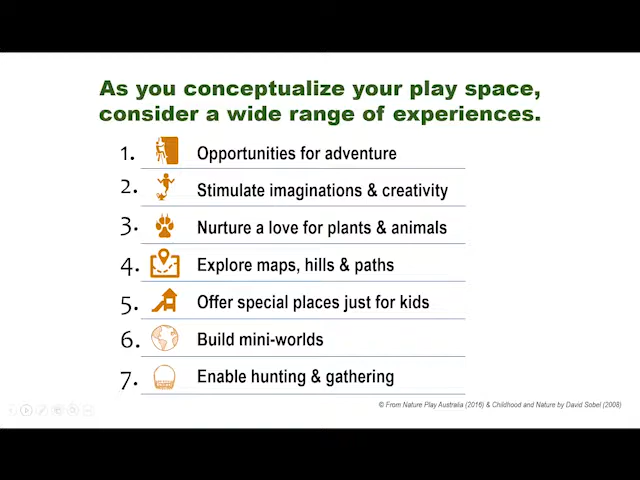 As you conceptualize your play space,
consider a wide range of experiences.
1. Opportunities for adventure
2. Stimulate imaginations & creativity
3. Nurture a love for plants & animals
4. Explore maps, hills & paths
5. Offer special places just for kids
6. Build mini-worlds
7. Enable hunting & gathering
© From Nature Play Australia (2016) & Childhood and Nature by David Sobel (2008)